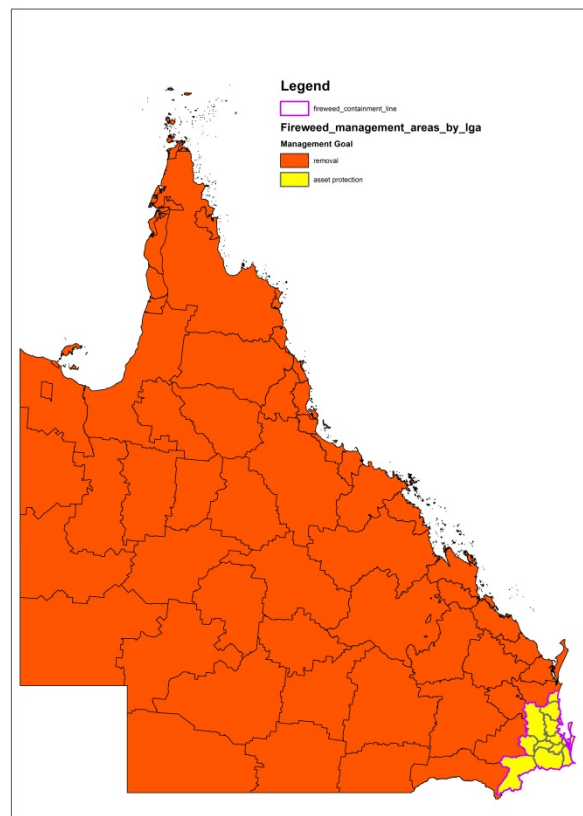 Legend
fireweed_containment_line
Fireweed_management_areas_by_lga
Management Goal
removal
asset protection